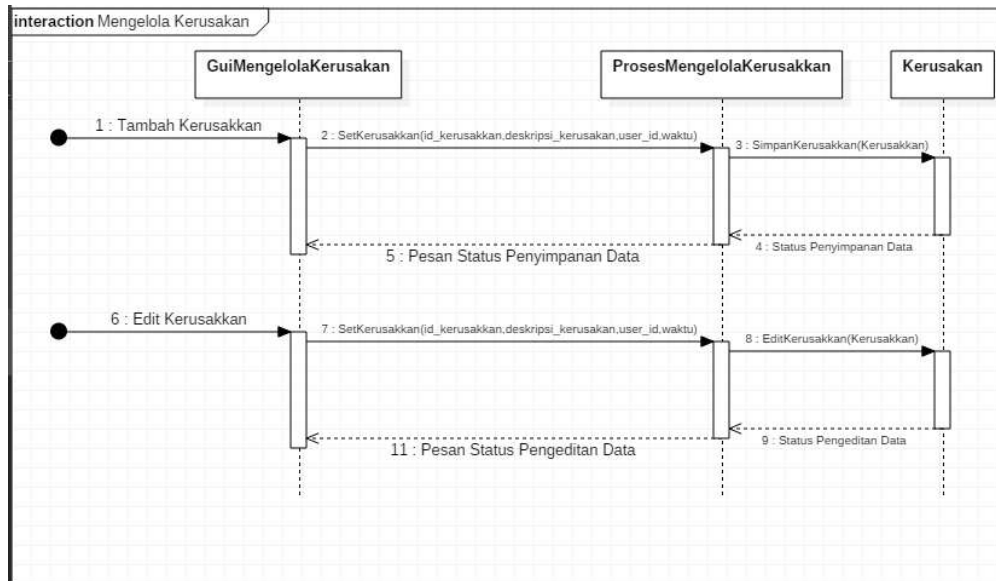 interaction Mengelola Kerusakan
GuiMengelolaKerusakan
ProsesMengelolaKerusakkan
Kerusakan
1 : Tambah Kerusakkan
2 : SetKerusakkan(id_kerusakkan,deskripsi_kerusakan,user_id,waktu)
3 : SimpanKerusakkan(Kerusakkan)
4 : Status Penyimpanan Data
5 : Pesan Status Penyimpanan Data
6 : Edit Kerusakkan
7 : SetKerusakkan(id_kerusakkan,deskripsi_kerusakan,user_id,waktu)
8 : EditKerusakkan(Kerusakkan)
9 : Status Pengeditan Data
11 : Pesan Status Pengeditan Data